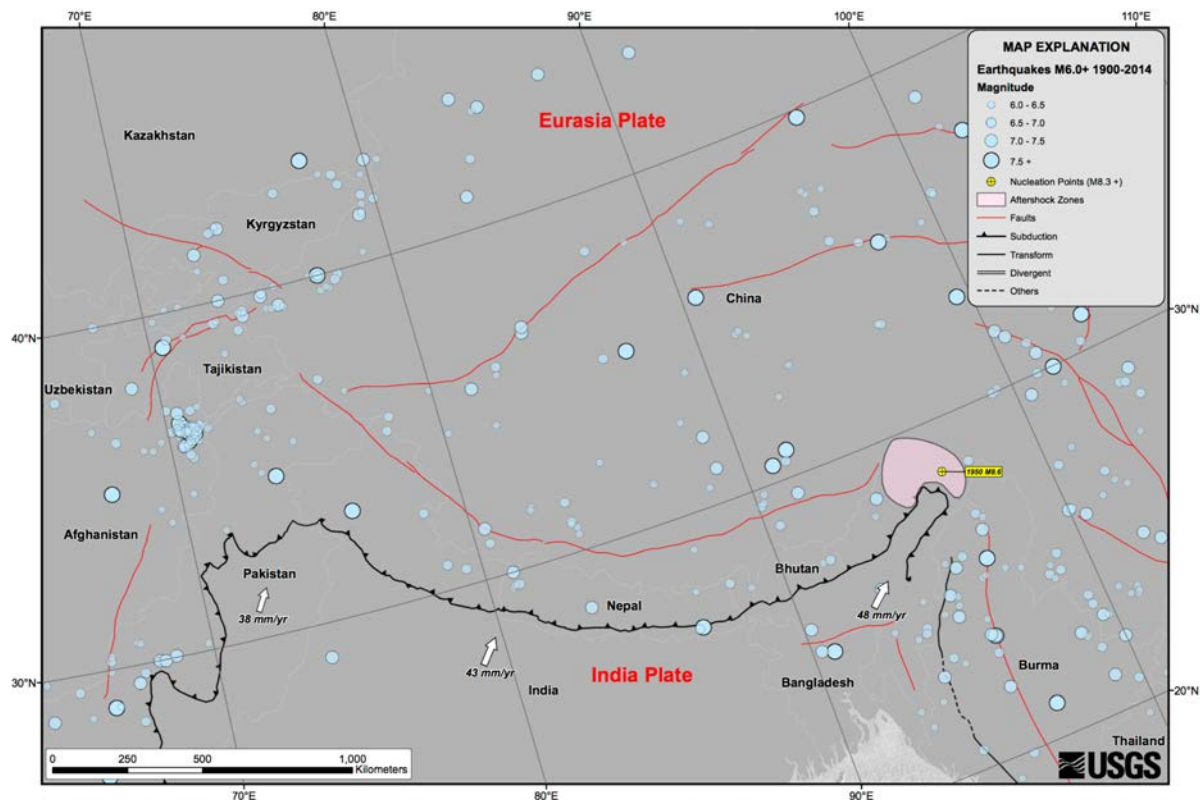 70°E
80°E
90°E
100°E
110°E
MAP EXPLANATION
Earthquakes M6.0+ 1900-2014
Magnitude
6.0 - 6.5
6.5 - 7.0
7.0 - 7.5
7.5 +
Nucleation Points (M8.3 +)
Aftershock Zones
Faults
Subduction
Transform
Divergent
Others
Eurasia Plate
Kazakhstan
Kyrgyzstan
China
40°N
30°N
Tajikistan
Uzbekistan
1950 M8.6
Afghanistan
Pakistan
38 mm/yr
Bhutan
48 mm/yr
Nepal
43 mm/yr
India
India Plate
Bangladesh
Burma
30°N
20°N
Thailand
0
250
500
1,000
Kilometers
USGS
70°E
80°E
90°E